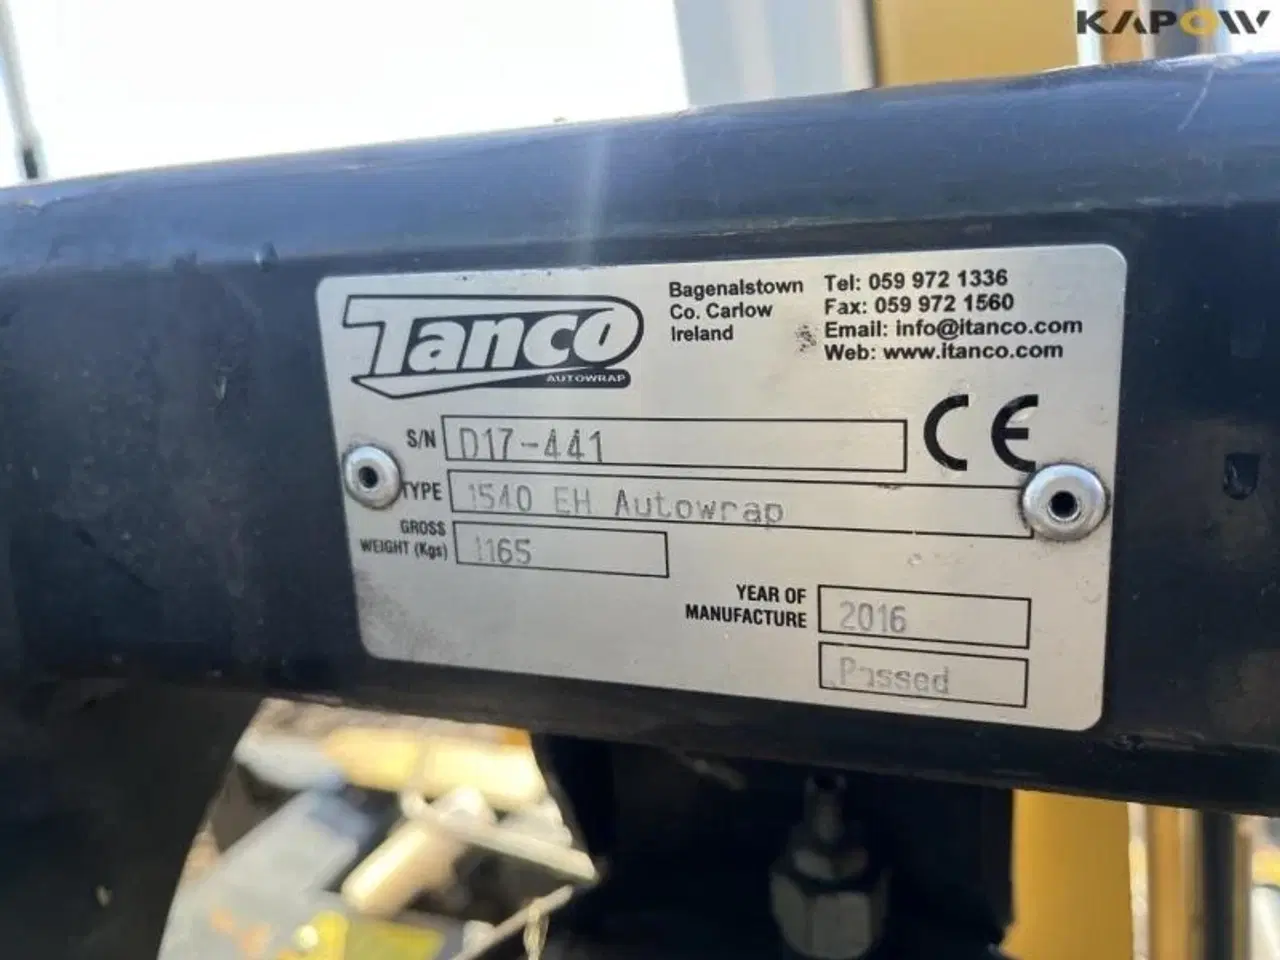 KAPOW
Tanco
AUTOWRAP
Bagenalstown
Co. Carlow
Ireland
Tel: 059 972 1336
Fax: 059 972 1560
Email: info@itanco.com
Web: www.itanco.com
S/N D17-441
CE
TYPE 1540 EH Autowrap
GROSS
WEIGHT (Kgs) 1165
YEAR OF
MANUFACTURE 2016
Passed